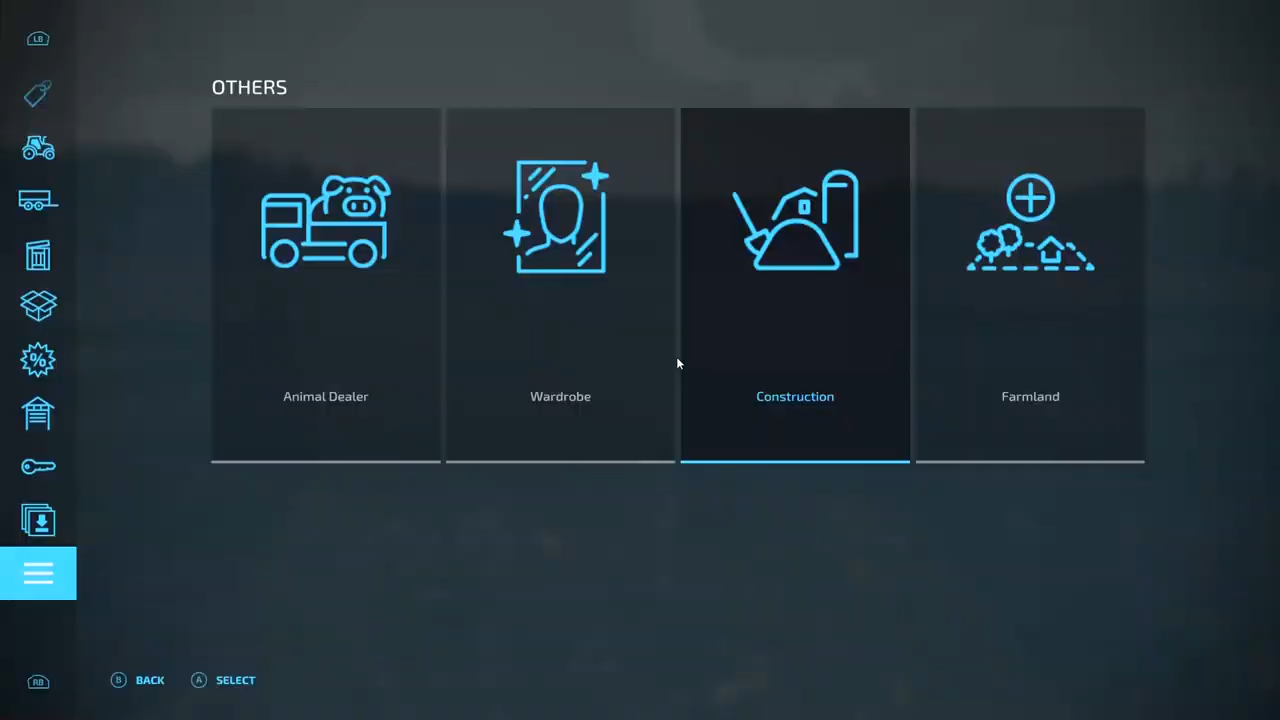 LB
OTHERS
Animal Dealer
Wardrobe
Construction
Farmland
%
B BACK A SELECT
RB